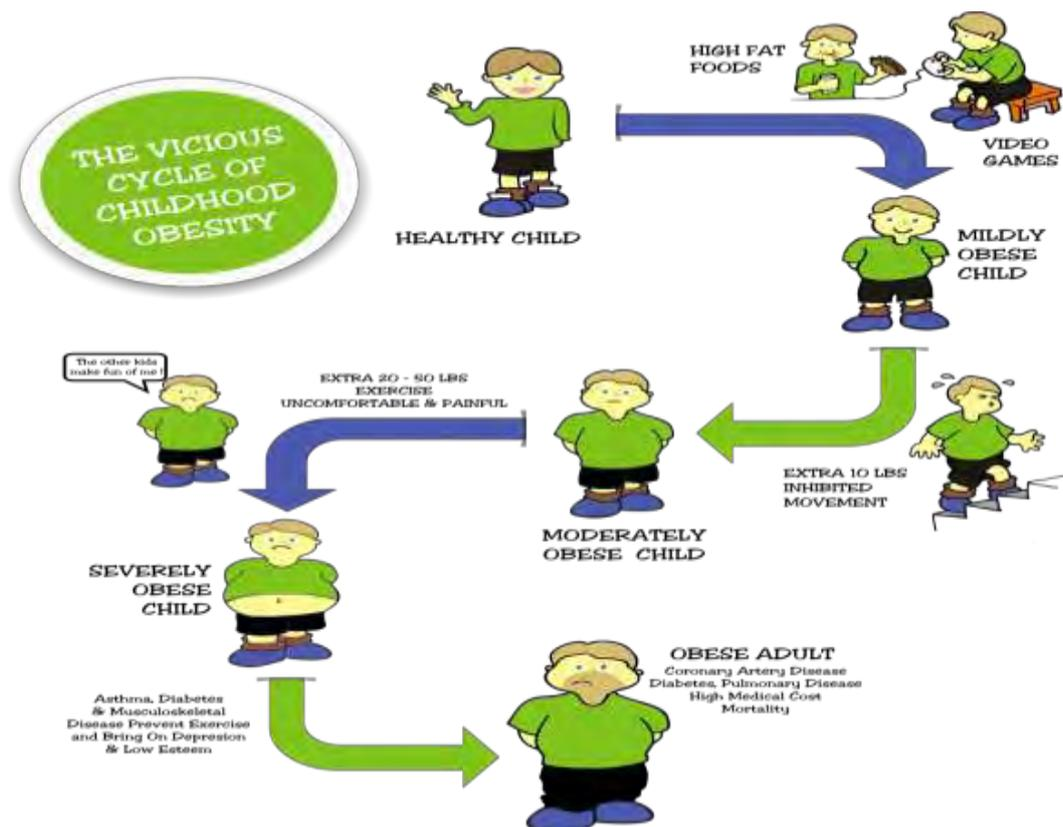 THE VICIOUS
CYCLE OF
CHILDHOOD
OBESITY
HEALTHY CHILD
HIGH FAT
FOODS
VIDEO
GAMES
MILDLY
OBESE
CHILD
EXTRA 10 LBS
INHIBITED
MOVEMENT
MODERATELY
OBESE CHILD
EXTRA 20 - 50 LBS
EXERCISE
UNCOMFORTABLE & PAINFUL
The other kids
make fun of me !
SEVERELY
OBESE
CHILD
Asthma, Diabetes
& Musculoskeletal
Disease Prevent Exercise
and Bring On Depresion
& Low Esteem
OBESE ADULT
Coronary Artery Disease
Diabetes, Pulmonary Disease
High Medical Cost
Mortality